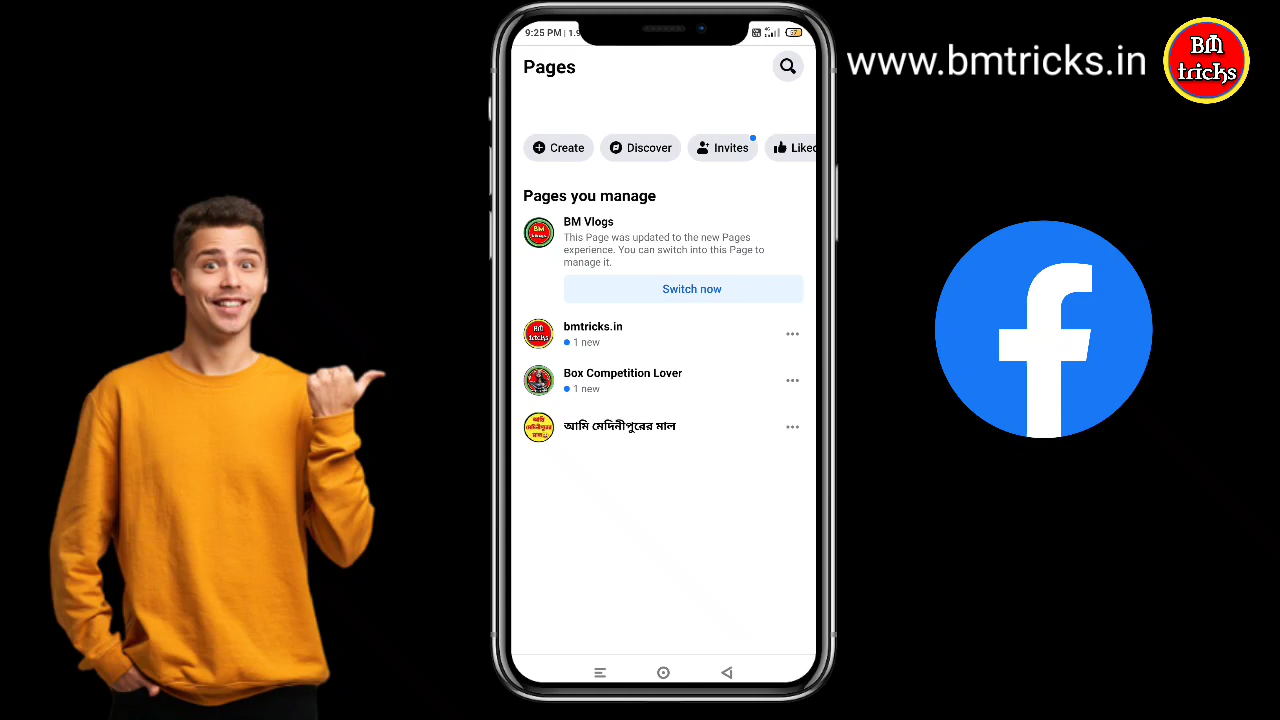 9:25 PM | 1.9
www.bmtricks.in
BM
tricks
Pages
Create
Discover
Invites
Liked
Pages you manage
BM Vlogs
This Page was updated to the new Pages
experience. You can switch into this Page to
manage it.
Switch now
bmtricks.in
1 new
Box Competition Lover
1 new
আমি মেদিনীপুরের মাল